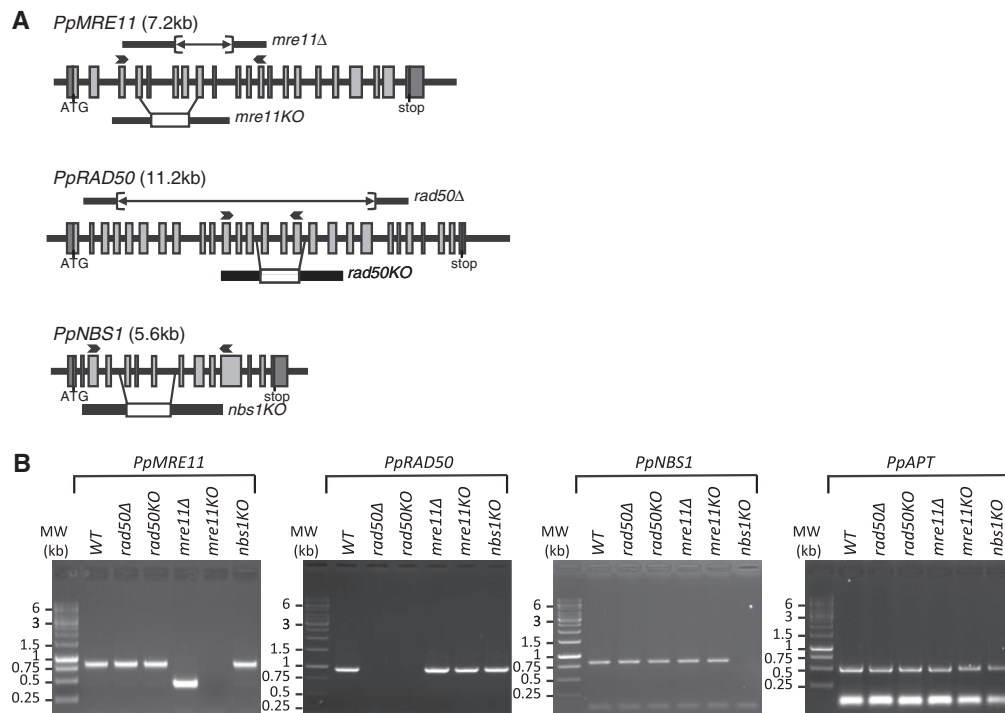 A
PpMRE11 (7.2kb)
mre11Δ
ATG
stop
mre11KO
PpRAD50 (11.2kb)
rad50Δ
ATG
stop
rad50KO
PpNBS1 (5.6kb)
ATG
stop
nbs1KO
B
PpMRE11
PpRAD50
PpNBS1
PpAPT
MW
(kb)
WT
rad50Δ
rad50KO
mre11Δ
mre11KO
nbs1KO
6
3
1.5
1
0.75
0.5
0.25
MW
(kb)
WT
rad50Δ
rad50KO
mre11Δ
mre11KO
nbs1KO
6
3
1.5
1
0.75
0.5
0.25
MW
(kb)
WT
rad50Δ
rad50KO
mre11Δ
mre11KO
nbs1KO
6
3
1.5
1
0.75
0.5
0.25
MW
(kb)
WT
rad50Δ
rad50KO
mre11Δ
mre11KO
nbs1KO
6
3
1.5
1
0.75
0.5
0.25